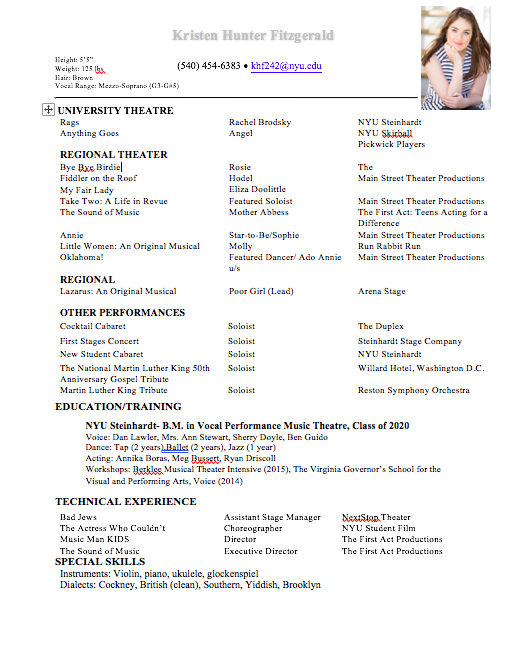 Kristen Hunter Fitzgerald
Height: 5'5"
Weight: 125 lbs.
Hair: Brown
Vocal Range: Mezzo-Soprano (G3-G#5)
(540) 454-6383 ● khf242@nyu.edu
UNIVERSITY THEATRE
Rags Rachel Brodsky NYU Steinhardt
Anything Goes Angel NYU Skirball
Pickwick Players
REGIONAL THEATER
Bye Bye Birdie Rosie The
Fiddler on the Roof Hodel Main Street Theater Productions
My Fair Lady Eliza Doolittle
Take Two: A Life in Revue Featured Soloist Main Street Theater Productions
The Sound of Music Mother Abbess The First Act: Teens Acting for a
Difference
Annie Star-to-Be/Sophie Main Street Theater Productions
Little Women: An Original Musical Molly Run Rabbit Run
Oklahoma! Featured Dancer/ Ado Annie Main Street Theater Productions
u/s
REGIONAL
Lazarus: An Original Musical Poor Girl (Lead) Arena Stage
OTHER PERFORMANCES
Cocktail Cabaret Soloist The Duplex
First Stages Concert Soloist Steinhardt Stage Company
New Student Cabaret Soloist NYU Steinhardt
The National Martin Luther King 50th Soloist Willard Hotel, Washington D.C.
Anniversary Gospel Tribute
Martin Luther King Tribute Soloist Reston Symphony Orchestra
EDUCATION/TRAINING
NYU Steinhardt- B.M. in Vocal Performance Music Theatre, Class of 2020
Voice: Dan Lawler, Mrs. Ann Stewart, Sherry Doyle, Ben Guido
Dance: Tap (2 years),Ballet (2 years), Jazz (1 year)
Acting: Annika Boras, Meg Bussert, Ryan Driscoll
Workshops: Berklee Musical Theater Intensive (2015), The Virginia Governor's School for the
Visual and Performing Arts, Voice (2014)
TECHNICAL EXPERIENCE
Bad Jews Assistant Stage Manager NextStop Theater
The Actress Who Couldn't Choreographer NYU Student Film
Music Man KIDS Director The First Act Productions
The Sound of Music Executive Director The First Act Productions
SPECIAL SKILLS
Instruments: Violin, piano, ukulele, glockenspiel
Dialects: Cockney, British (clean), Southern, Yiddish, Brooklyn